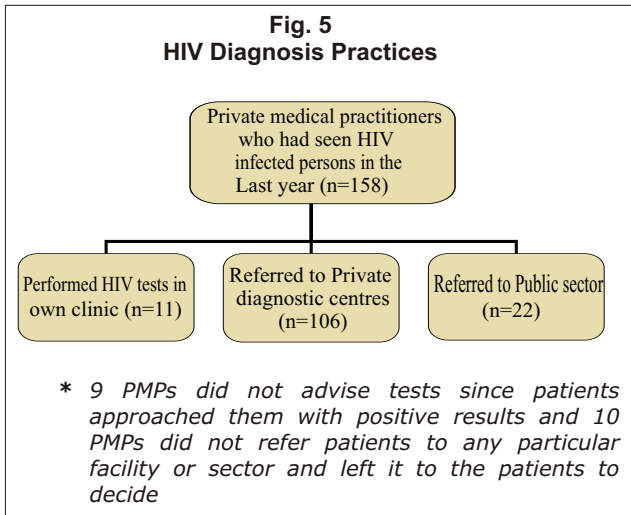 Fig. 5
HIV Diagnosis Practices
Private medical practitioners
who had seen HIV
infected persons in the
Last year (n=158)
Performed HIV tests in
own clinic (n=11)
Referred to Private
diagnostic centres
(n=106)
Referred to Public sector
(n=22)
* 9 PMPs did not advise tests since patients
approached them with positive results and 10
PMPs did not refer patients to any particular
facility or sector and left it to the patients to
decide